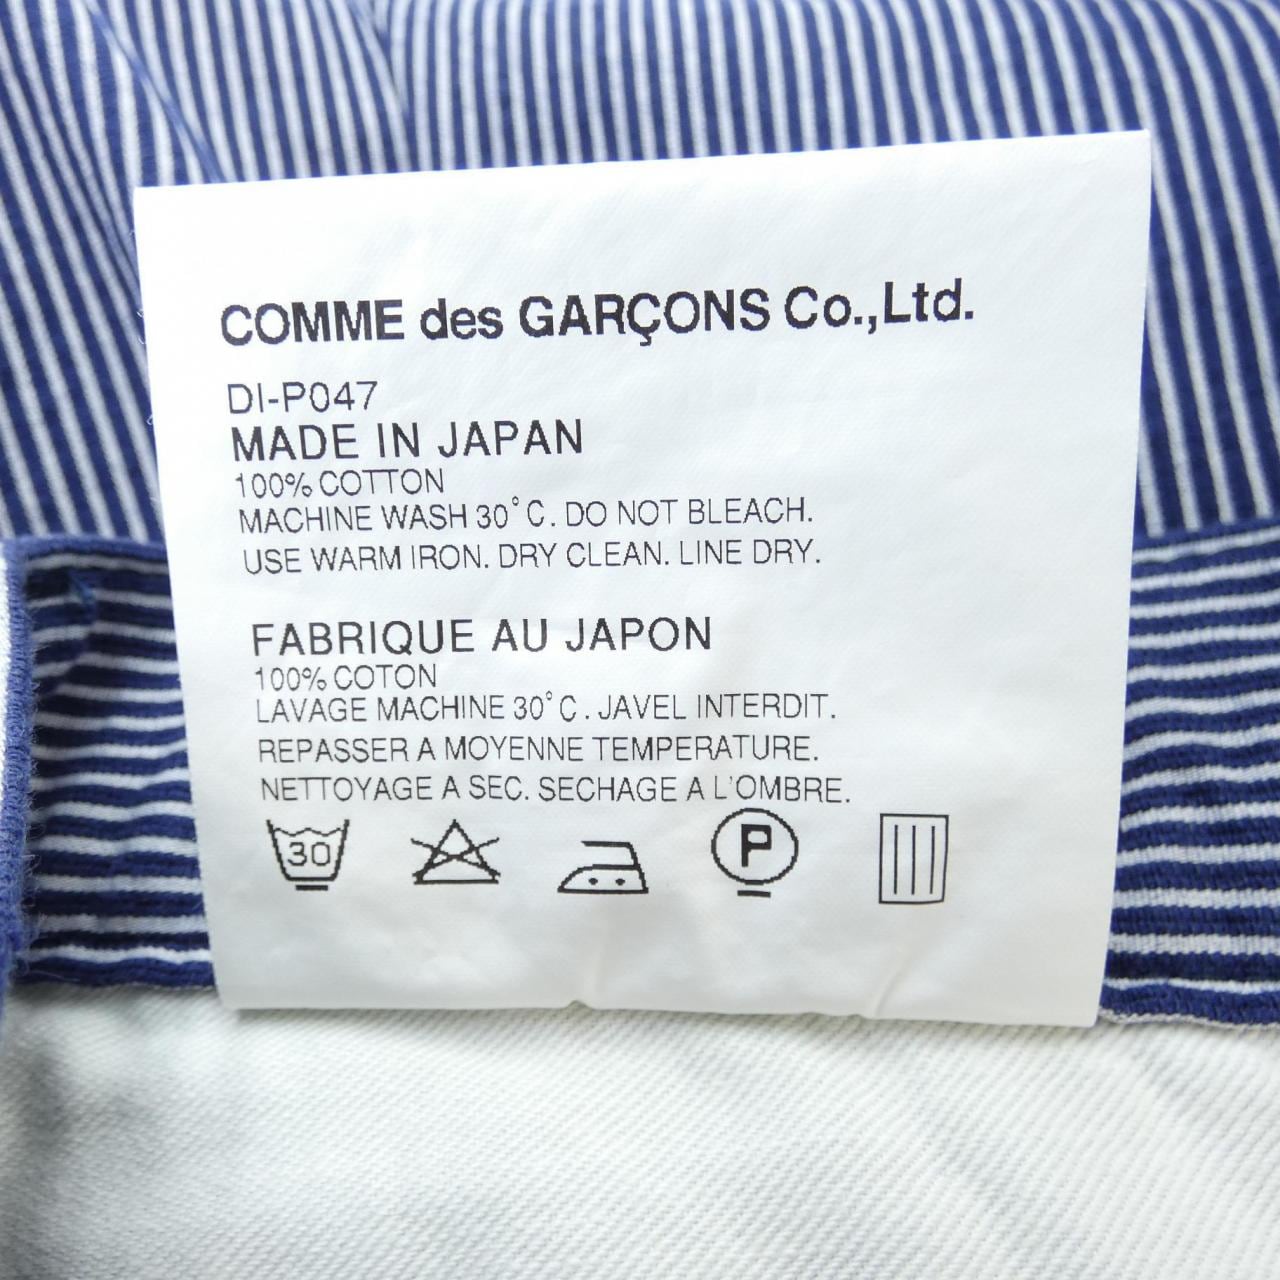 COMME des GARÇONS Co.,Ltd.
DI-P047
MADE IN JAPAN
100% COTTON
MACHINE WASH 30°C. DO NOT BLEACH.
USE WARM IRON. DRY CLEAN. LINE DRY.
FABRIQUE AU JAPON
100% COTON
LAVAGE MACHINE 30°C. JAVEL INTERDIT.
REPASSER A MOYENNE TEMPERATURE.
NETTOYAGE A SEC. SECHAGE A L'OMBRE.
30 P